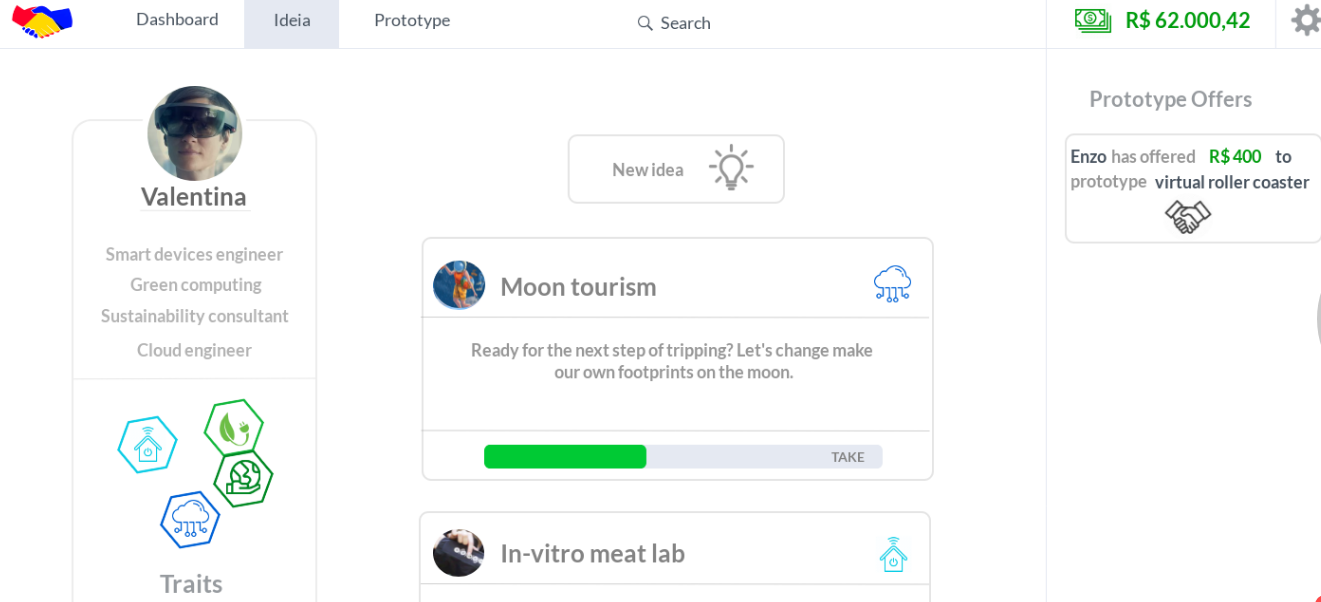 Dashboard
Ideia
Prototype
Search
R$ 62.000,42
Valentina
Smart devices engineer
Green computing
Sustainability consultant
Cloud engineer
Traits
New idea
Moon tourism
Ready for the next step of tripping? Let's change make
our own footprints on the moon.
TAKE
In-vitro meat lab
Prototype Offers
Enzo has offered R$ 400 to
prototype virtual roller coaster